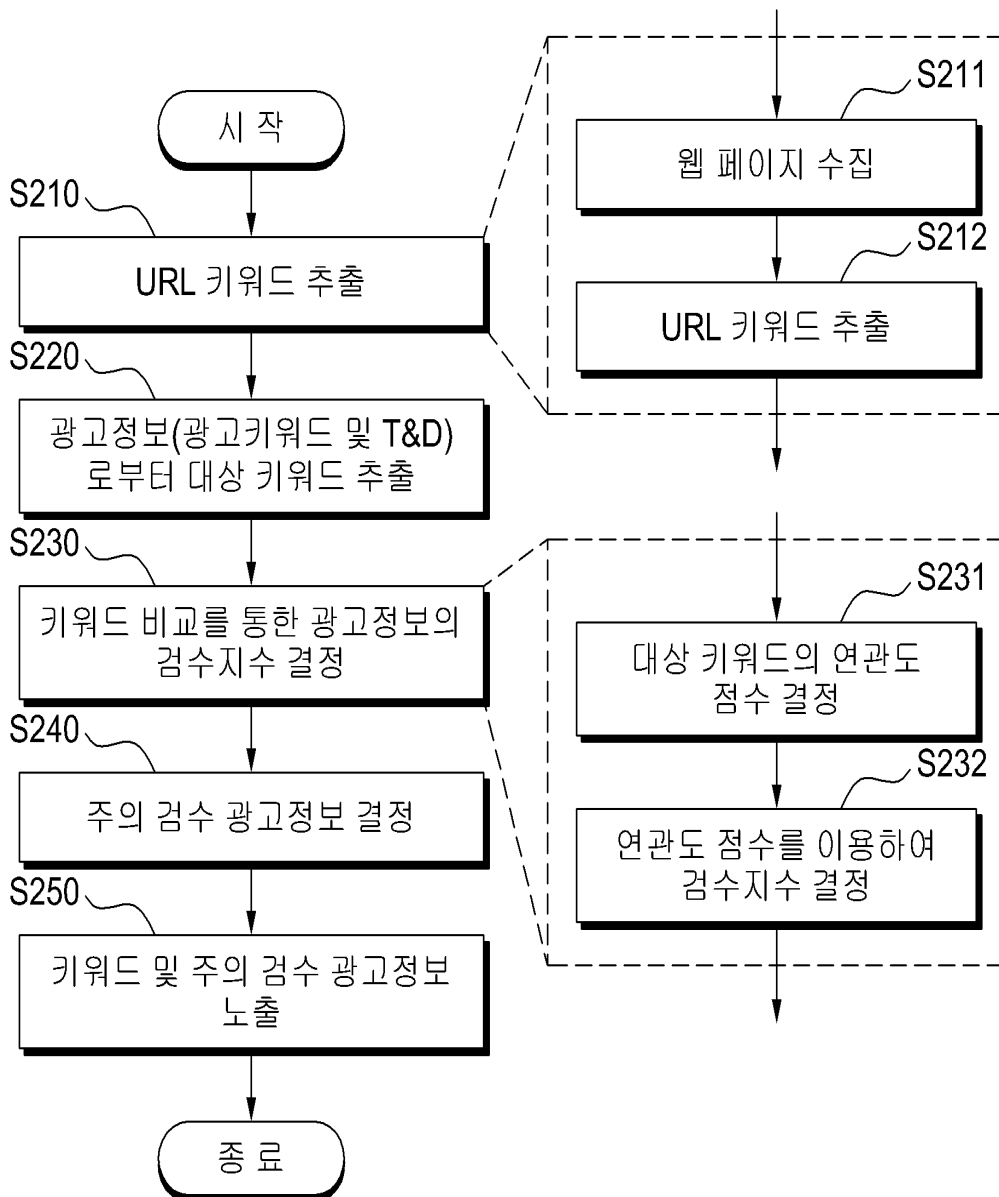 시 작
S210
URL 키워드 추출
S220
광고정보(광고키워드 및 T&D)
로부터 대상 키워드 추출
S230
키워드 비교를 통한 광고정보의
검수지수 결정
S240
주의 검수 광고정보 결정
S250
키워드 및 주의 검수 광고정보
노출
종 료
S211
웹 페이지 수집
S212
URL 키워드 추출
S231
대상 키워드의 연관도
점수 결정
S232
연관도 점수를 이용하여
검수지수 결정